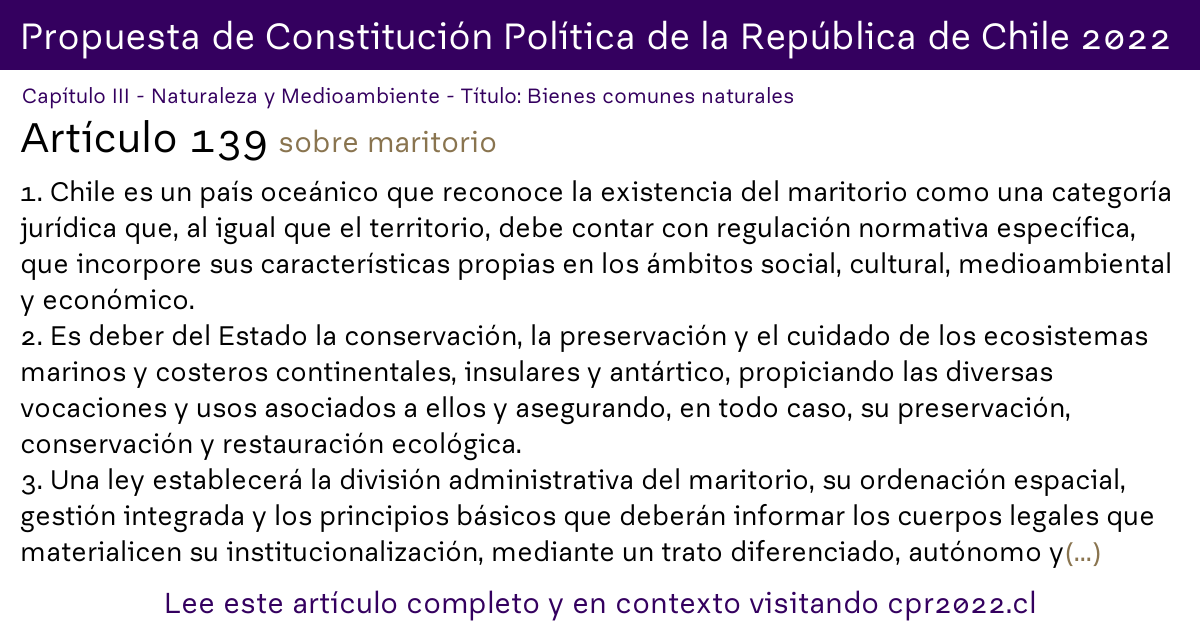 Propuesta de Constitución Política de la República de Chile 2022
Capítulo III - Naturaleza y Medioambiente - Título: Bienes comunes naturales
Artículo 139 sobre maritorio
1. Chile es un país oceánico que reconoce la existencia del maritorio como una categoría
jurídica que, al igual que el territorio, debe contar con regulación normativa específica,
que incorpore sus características propias en los ámbitos social, cultural, medioambiental
y económico.
2. Es deber del Estado la conservación, la preservación y el cuidado de los ecosistemas
marinos y costeros continentales, insulares y antártico, propiciando las diversas
vocaciones y usos asociados a ellos y asegurando, en todo caso, su preservación,
conservación y restauración ecológica.
3. Una ley establecerá la división administrativa del maritorio, su ordenación espacial,
gestión integrada y los principios básicos que deberán informar los cuerpos legales que
materialicen su institucionalización, mediante un trato diferenciado, autónomo y(...)
Lee este artículo completo y en contexto visitando cpr2022.cl